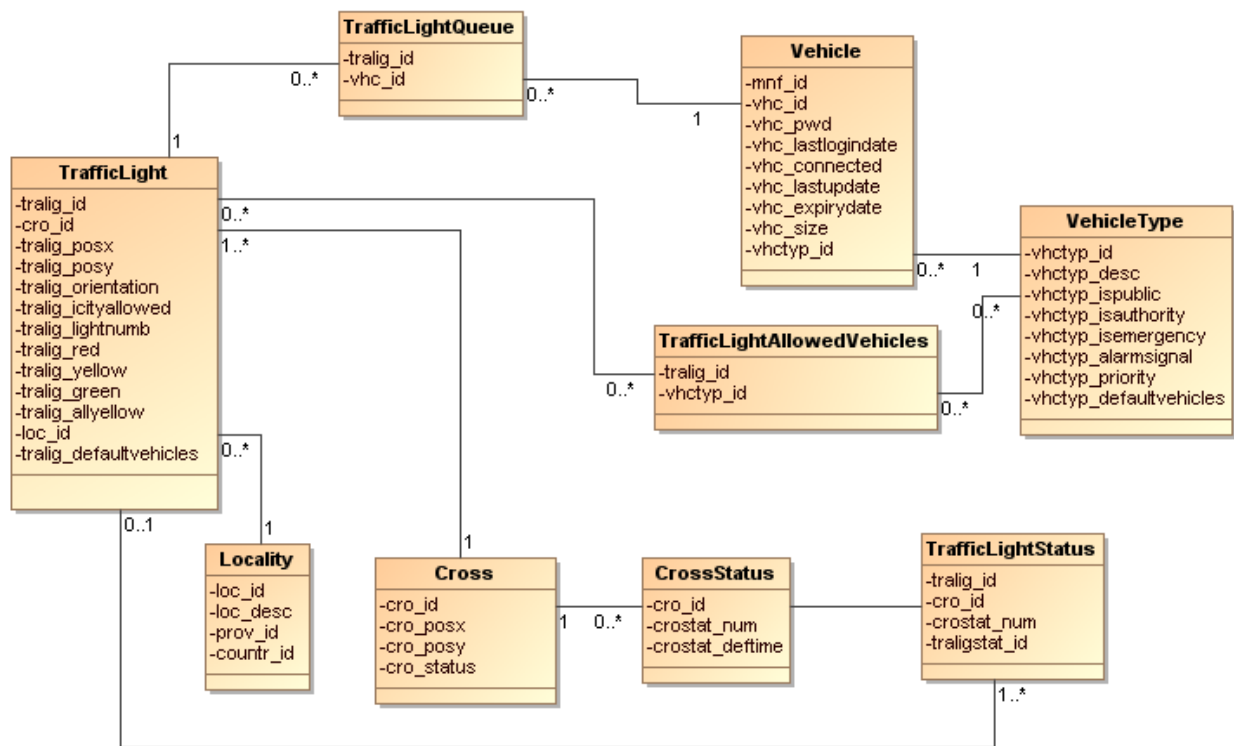 TrafficLightQueue
-tralig_id
-vhc_id
0..*
0..*
1
1
Vehicle
-mnf_id
-vhc_id
-vhc_pwd
-vhc_lastlogindate
-vhc_connected
-vhc_lastupdate
-vhc_expirydate
-vhc_size
-vhctyp_id
TrafficLight
-tralig_id
-cro_id
-tralig_posx
-tralig_posy
-tralig_orientation
-tralig_icityallowed
-tralig_lightnumb
-tralig_red
-tralig_yellow
-tralig_green
-tralig_allyellow
-loc_id
-tralig_defaultvehicles
0..*
1..*
0..*
0..1
VehicleType
-vhctyp_id
-vhctyp_desc
-vhctyp_ispublic
-vhctyp_isauthority
-vhctyp_isemergency
-vhctyp_alarmsignal
-vhctyp_priority
-vhctyp_defaultvehicles
0..*
1
0..*
TrafficLightAllowedVehicles
-tralig_id
-vhctyp_id
0..*
0..*
1
Locality
-loc_id
-loc_desc
-prov_id
-countr_id
1
Cross
-cro_id
-cro_posx
-cro_posy
-cro_status
1
0..*
CrossStatus
-cro_id
-crostat_num
-crostat_deftime
TrafficLightStatus
-tralig_id
-cro_id
-crostat_num
-traligstat_id
1..*